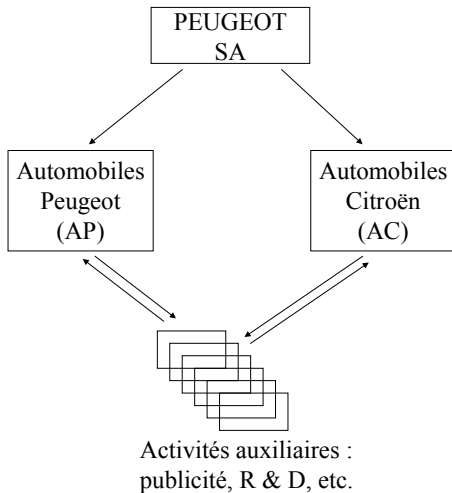 PEUGEOT
SA
Automobiles
Peugeot
(AP)
Automobiles
Citroën
(AC)
Activités auxiliaires :
publicité, R & D, etc.